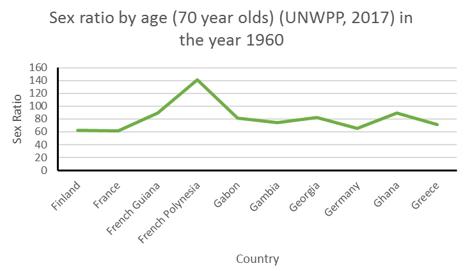 Sex ratio by age (70 year olds) (UNWPP, 2017) in
the year 1960
160
140
120
100
80
60
40
20
0
Sex Ratio
Finland
France
French Guiana
French Polynesia
Gabon
Gambia
Georgia
Germany
Ghana
Greece
Country